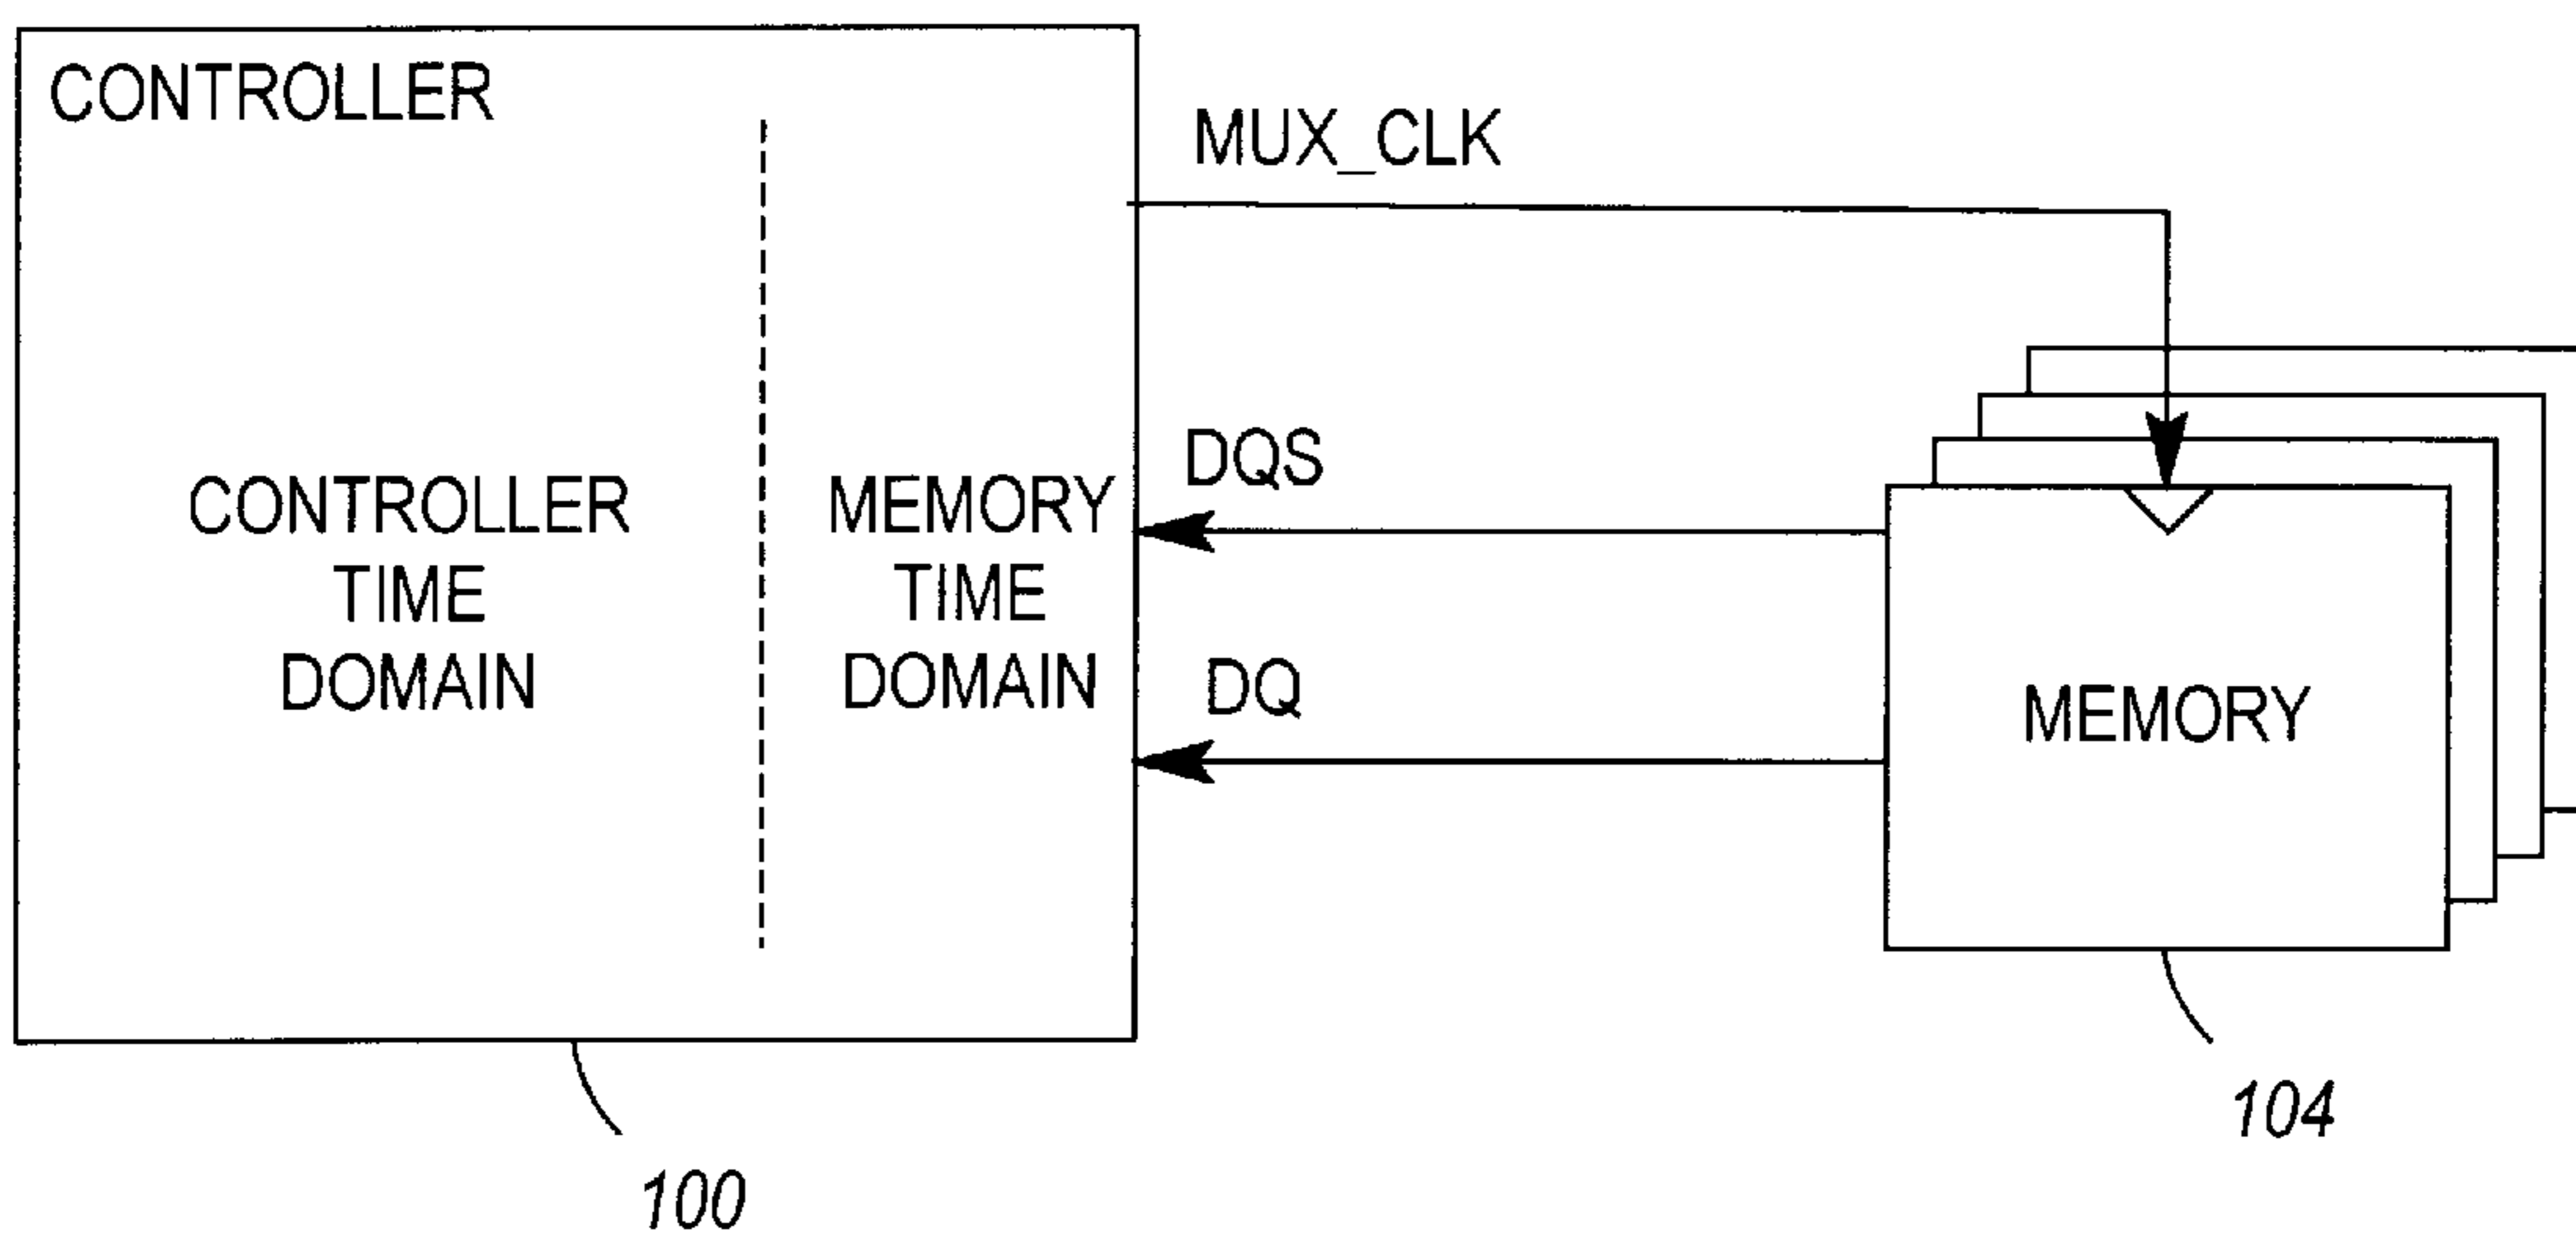 CONTROLLER
MUX_CLK
DQS
CONTROLLER
TIME
DOMAIN
MEMORY
TIME
DOMAIN
DQ
MEMORY
104
100